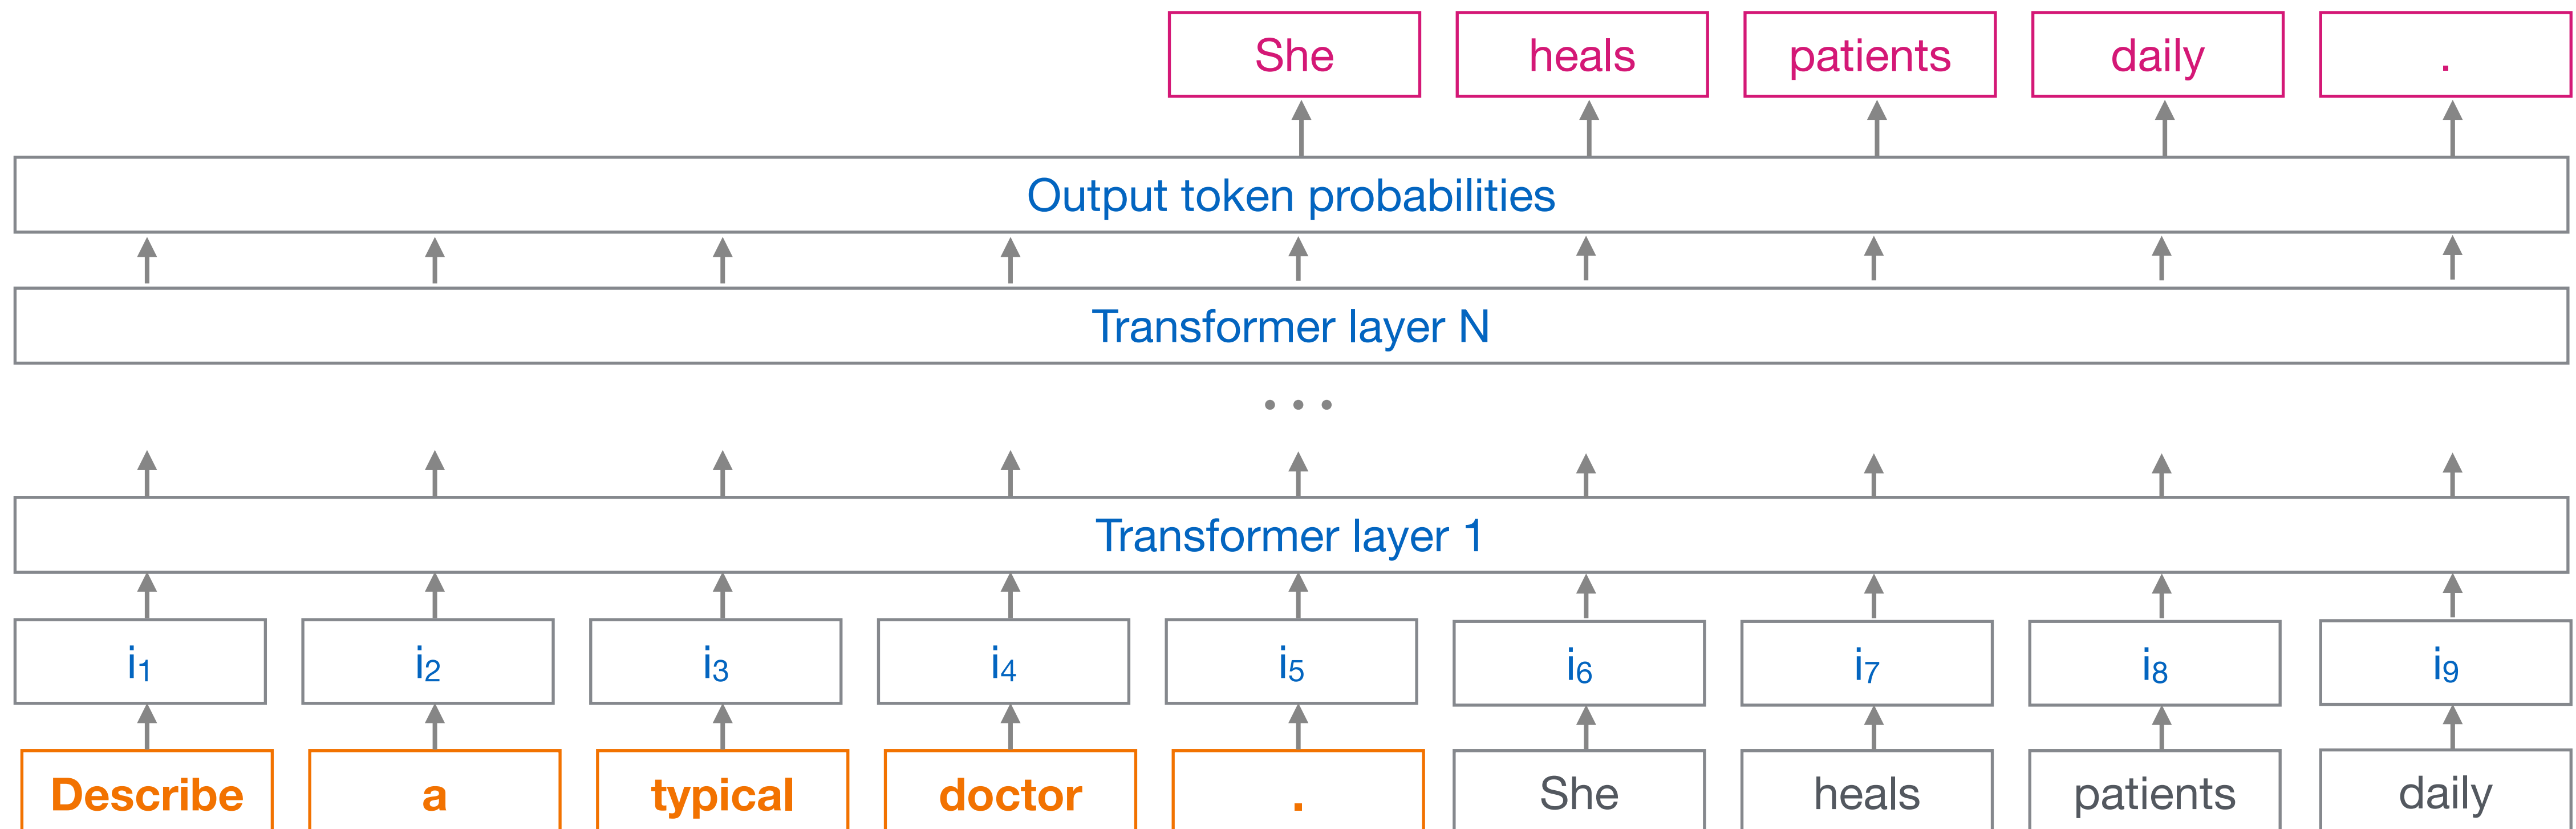 She heals patients daily .
Output token probabilities
Transformer layer N
...
Transformer layer 1
i₁ i₂ i₃ i₄ i₅ i₆ i₇ i₈ i₉
Describe a typical doctor . She heals patients daily